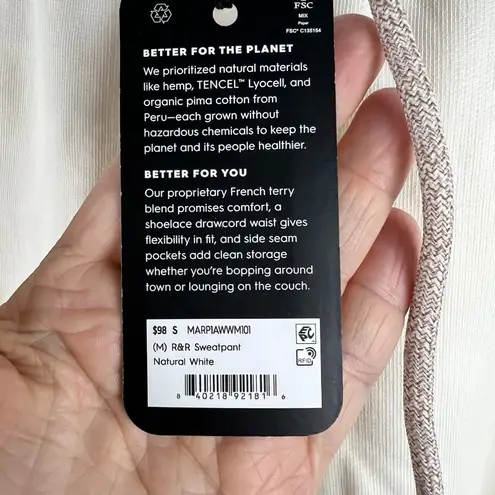 FSC
MIX
Paper
FSC® C135154
BETTER FOR THE PLANET
We prioritized natural materials
like hemp, TENCEL™ Lyocell, and
organic pima cotton from
Peru—each grown without
hazardous chemicals to keep the
planet and its people healthier.
BETTER FOR YOU
Our proprietary French terry
blend promises comfort, a
shoelace drawcord waist gives
flexibility in fit, and side seam
pockets add clean storage
whether you're bopping around
town or lounging on the couch.
$98 S MARP1AWWM101
(M) R&R Sweatpant
Natural White
RFID
8 40218 92181 6